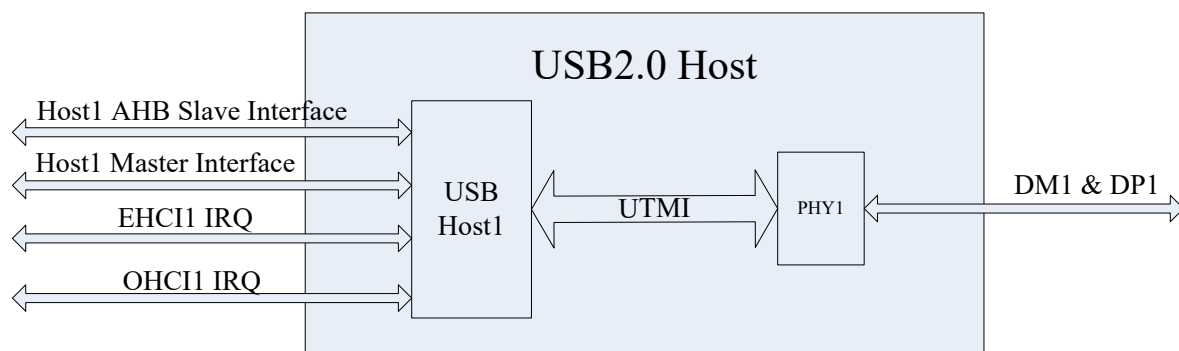 USB2.0 Host
Host1 AHB Slave Interface
Host1 Master Interface
EHCI1 IRQ
OHCI1 IRQ
USB
Host1
UTMI
PHY1
DM1 & DP1